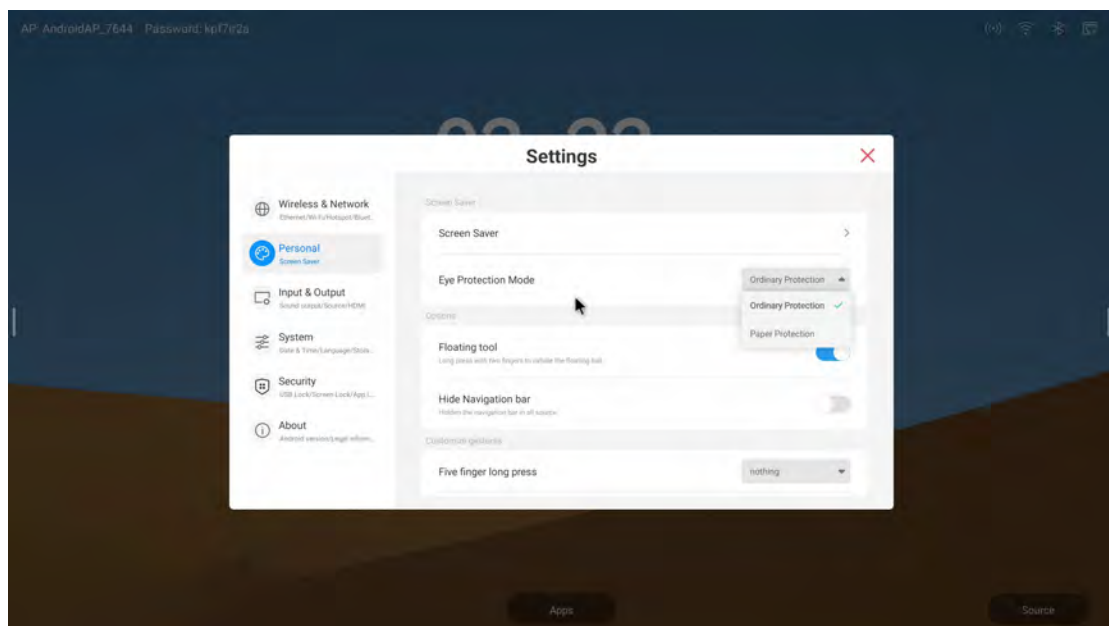 AP: AndroidAP_7644 Password: kpf7ir2a
Settings
Wireless & Network
Ethernet/Wi-Fi/Hotspot/Bluet...
Personal
Screen Saver
Input & Output
Sound output/Source/HDMI
System
Date & Time/Language/Stora...
Security
USB Lock/Screen Lock/App L...
About
Android version/Legal inform...
Screen Saver
Screen Saver
Eye Protection Mode
Ordinary Protection
Ordinary Protection
Paper Protection
Options
Floating tool
Long press with two fingers to initiate the floating ball.
Hide Navigation bar
Hidden the navigation bar in all source.
Customize gestures
Five finger long press
nothing
Apps
Source